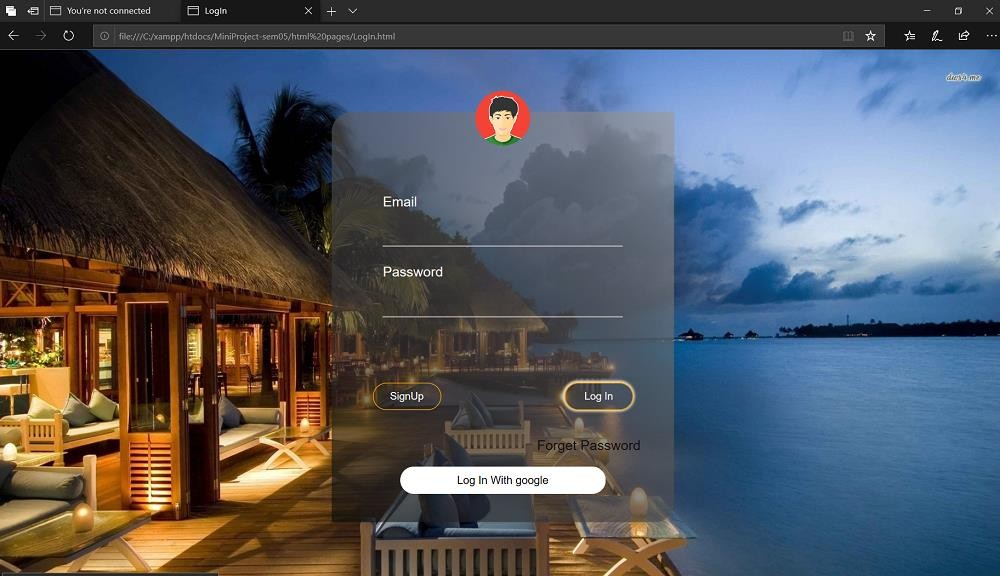 You're not connected
LogIn
file:///C:/xampp/htdocs/MiniProject-sem05/html%20pages/LogIn.html
Email
Password
SignUp
Log In
Forget Password
Log In With google